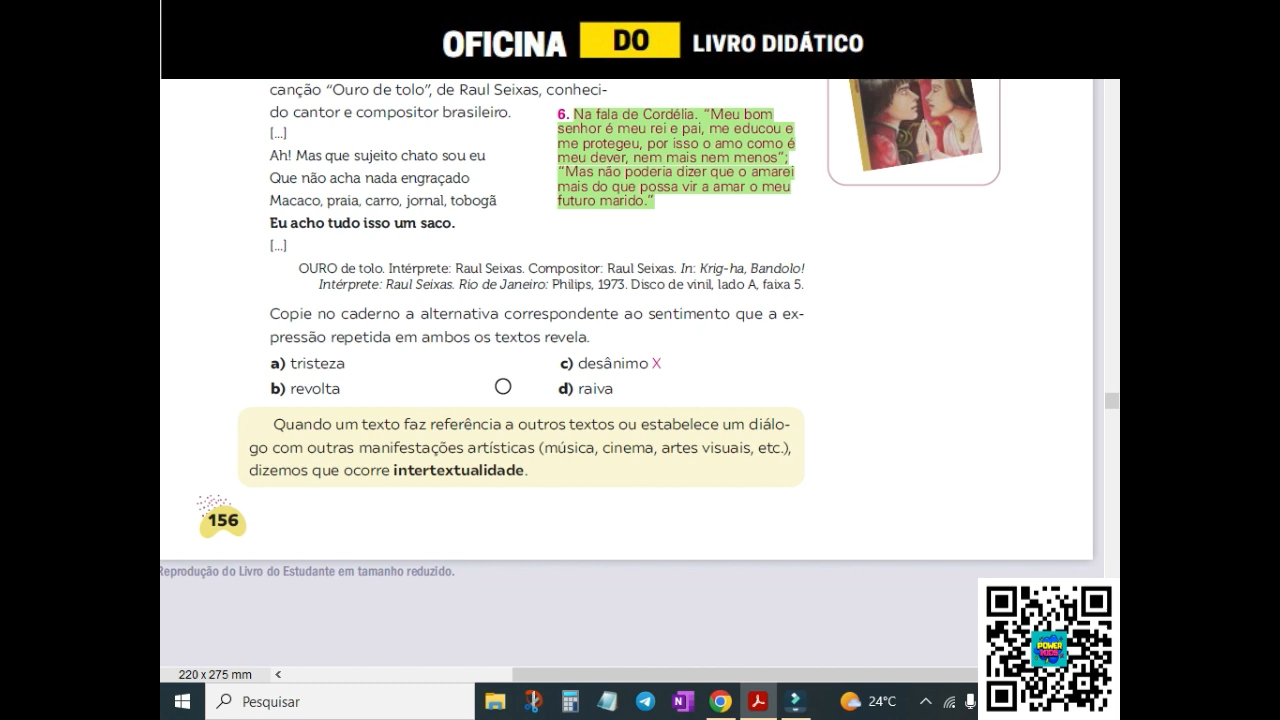 OFICINA DO LIVRO DIDÁTICO
canção “Ouro de tolo”, de Raul Seixas, conheci-
do cantor e compositor brasileiro.
[...]
Ah! Mas que sujeito chato sou eu
Que não acha nada engraçado
Macaco, praia, carro, jornal, tobogã
Eu acho tudo isso um saco.
[...]
6. Na fala de Cordélia. “Meu bom
senhor é meu rei e pai, me educou e
me protegeu, por isso o amo como é
meu dever, nem mais nem menos”;
“Mas não poderia dizer que o amarei
mais do que possa vir a amar o meu
futuro marido.”
OURO de tolo. Intérprete: Raul Seixas. Compositor: Raul Seixas. In: Krig-ha, Bandolo!
Intérprete: Raul Seixas. Rio de Janeiro: Philips, 1973. Disco de vinil, lado A, faixa 5.
Copie no caderno a alternativa correspondente ao sentimento que a ex-
pressão repetida em ambos os textos revela.
a) tristeza
b) revolta
c) desânimo X
d) raiva
Quando um texto faz referência a outros textos ou estabelece um diálo-
go com outras manifestações artísticas (música, cinema, artes visuais, etc.),
dizemos que ocorre intertextualidade.
156
Reprodução do Livro do Estudante em tamanho reduzido.
220 x 275 mm
POWER
KIDS
Pesquisar
24°C